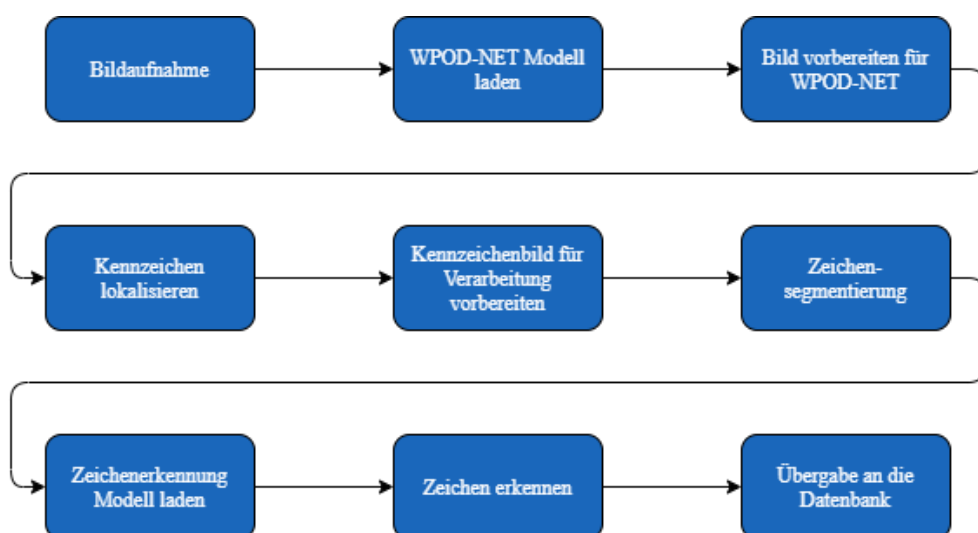 Bildaufnahme
WPOD-NET Modell
laden
Bild vorbereiten für
WPOD-NET
Kennzeichen
lokalisieren
Kennzeichenbild für
Verarbeitung
vorbereiten
Zeichen-
segmentierung
Zeichenerkennung
Modell laden
Zeichen erkennen
Übergabe an die
Datenbank